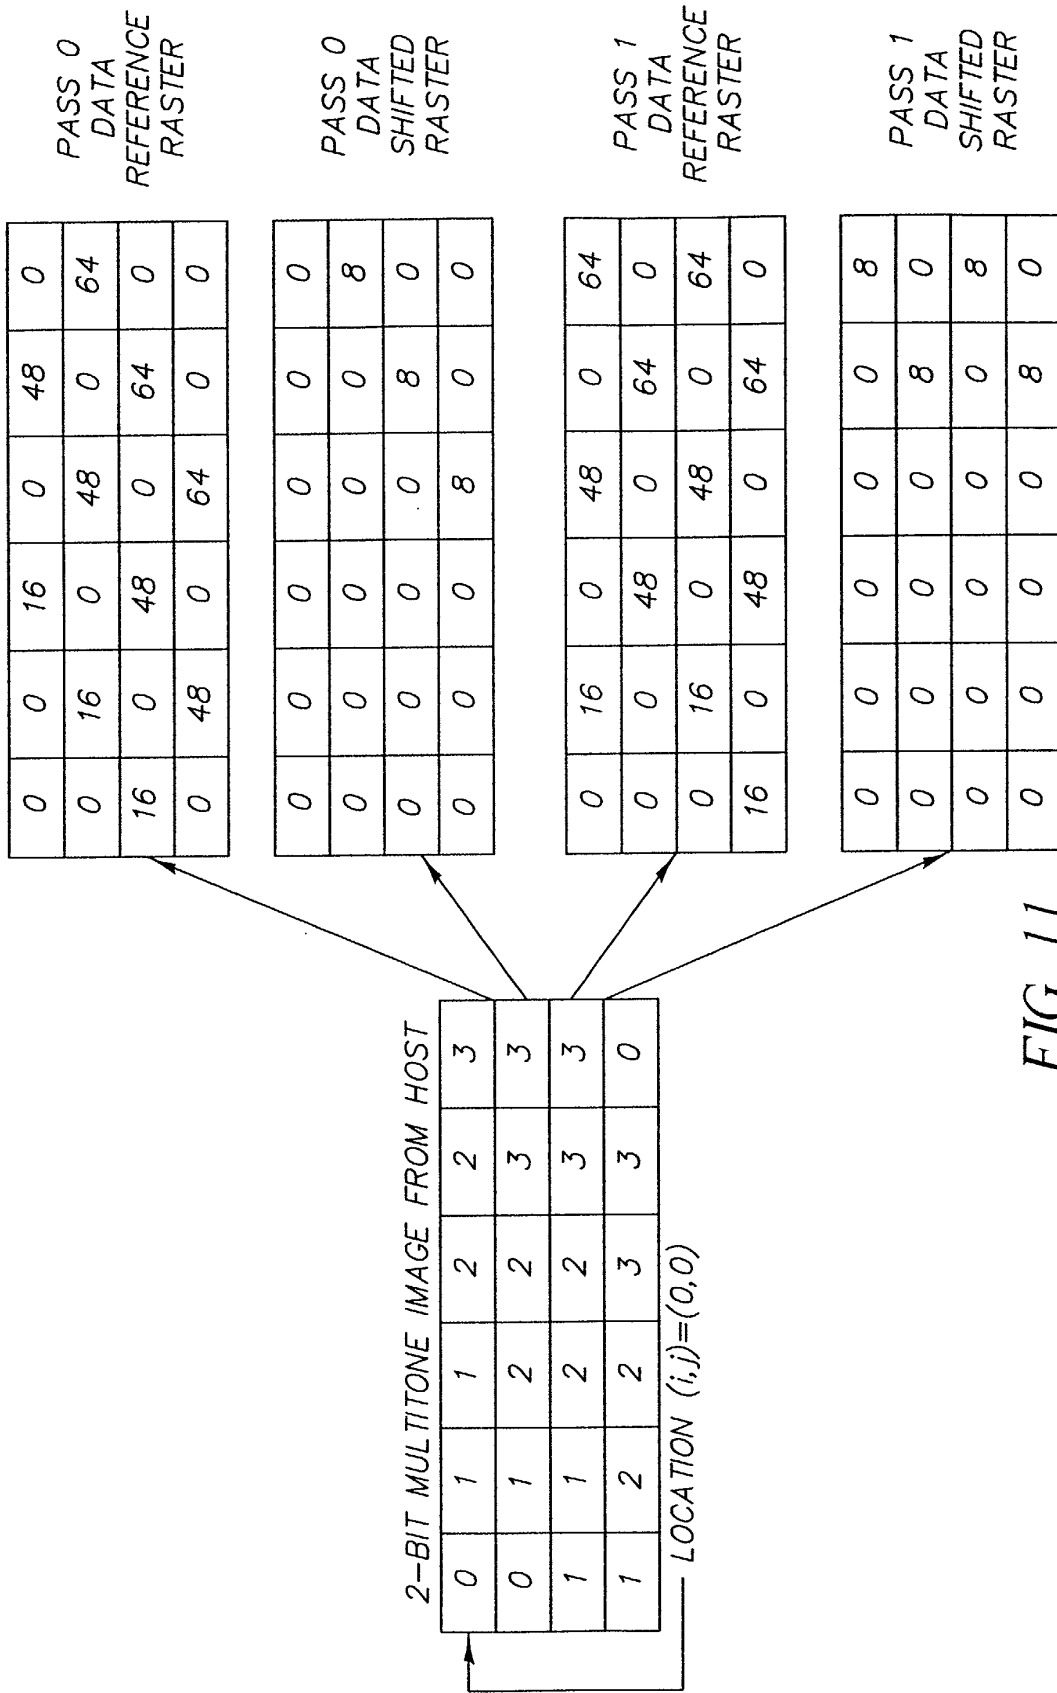 2-BIT MULTITONE IMAGE FROM HOST
0 1 1 2 2 3
0 1 2 2 3 3
1 1 2 2 3 3
1 2 2 3 3 0
LOCATION (i,j)=(0,0)
0 0 16 0 48 0
0 16 0 48 0 64
16 0 48 0 64 0
0 48 0 64 0 0
PASS 0
DATA
REFERENCE
RASTER
0 0 0 0 0 0
0 0 0 0 0 8
0 0 0 0 8 0
0 0 0 8 0 0
PASS 0
DATA
SHIFTED
RASTER
0 16 0 48 0 64
0 0 48 0 64 0
0 16 0 48 0 64
16 0 48 0 64 0
PASS 1
DATA
REFERENCE
RASTER
0 0 0 0 0 8
0 0 0 0 8 0
0 0 0 0 0 8
0 0 0 0 8 0
PASS 1
DATA
SHIFTED
RASTER
FIG. 11